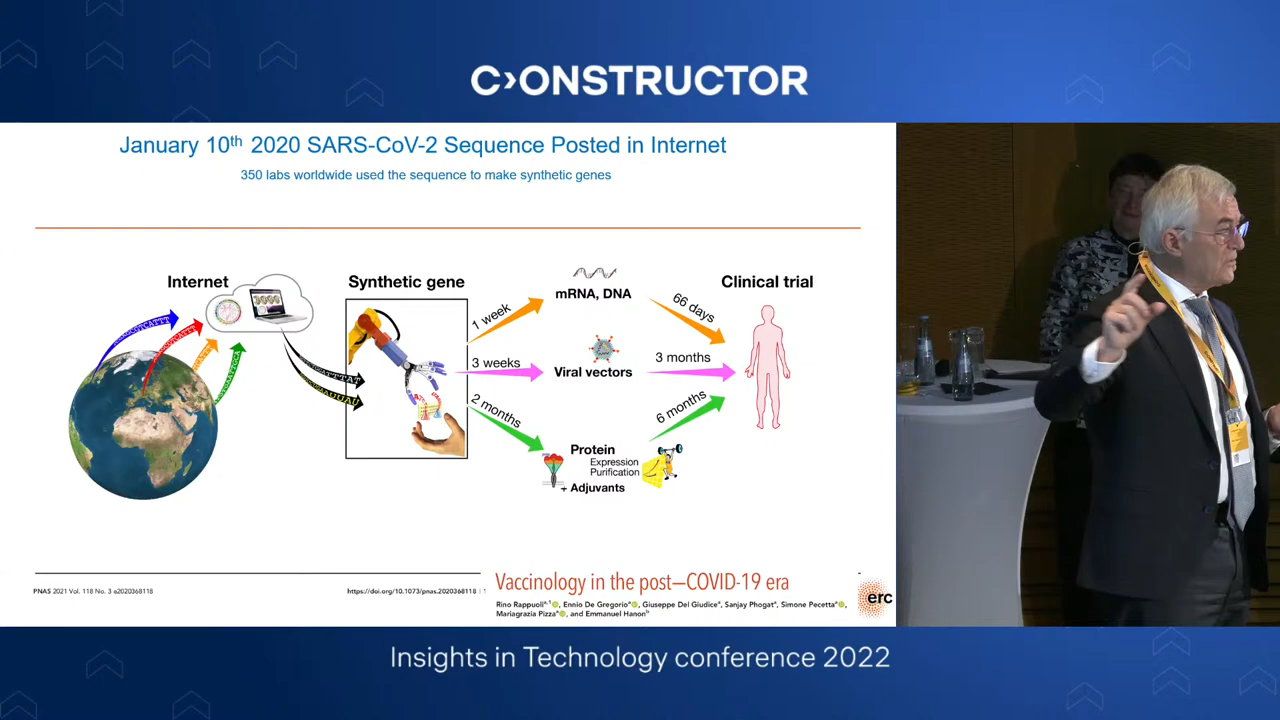 C›ONSTRUCTOR
January 10th 2020 SARS-CoV-2 Sequence Posted in Internet
350 labs worldwide used the sequence to make synthetic genes
Internet
Synthetic gene
mRNA, DNA
Clinical trial
1 week
66 days
3 weeks
Viral vectors
3 months
2 months
6 months
Protein
Expression
Purification
+ Adjuvants
PNAS 2021 Vol. 118 No. 3 e2020368118
https://doi.org/10.1073/pnas.2020368118
Vaccinology in the post—COVID-19 era
Rino Rappuoli, Ennio De Gregorio, Giuseppe Del Giudice, Sanjay Phogat, Simone Pecetta,
Mariagrazia Pizza, and Emmanuel Hanon
erc
Insights in Technology conference 2022